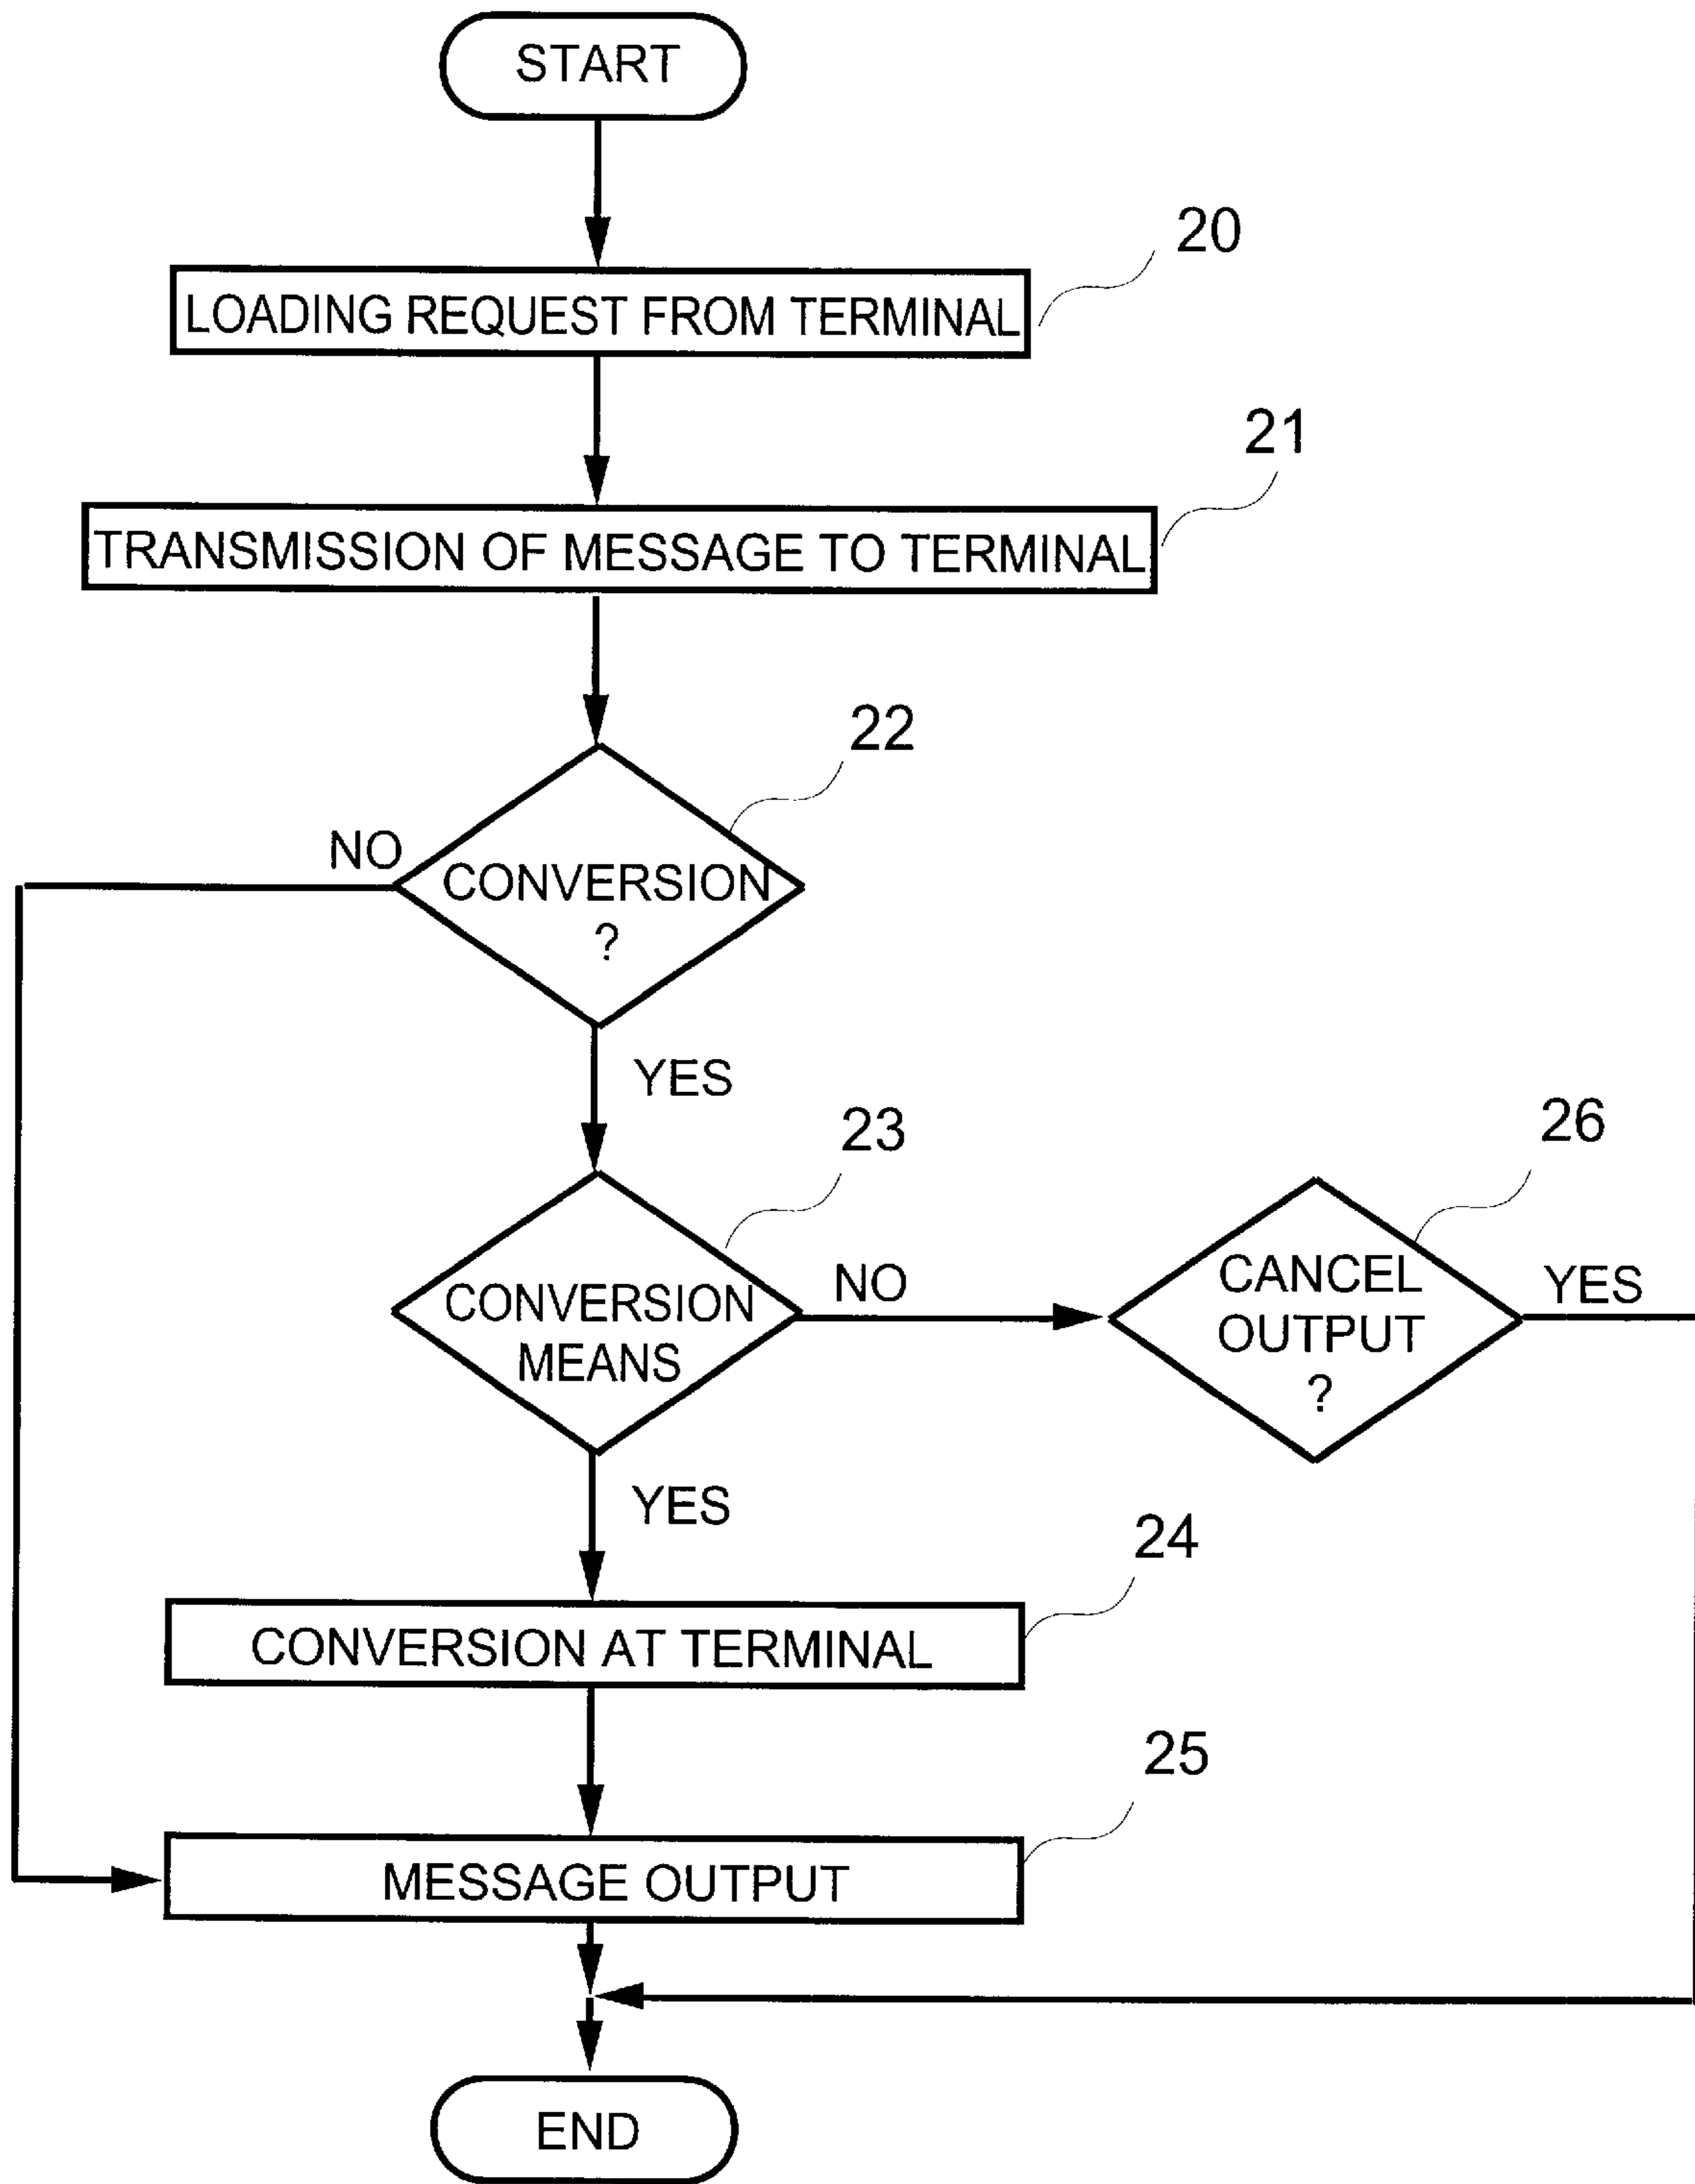 START
20
LOADING REQUEST FROM TERMINAL
21
TRANSMISSION OF MESSAGE TO TERMINAL
22
NO
CONVERSION
?
YES
23
26
CONVERSION
MEANS
NO
CANCEL
OUTPUT
?
YES
YES
24
CONVERSION AT TERMINAL
25
MESSAGE OUTPUT
END